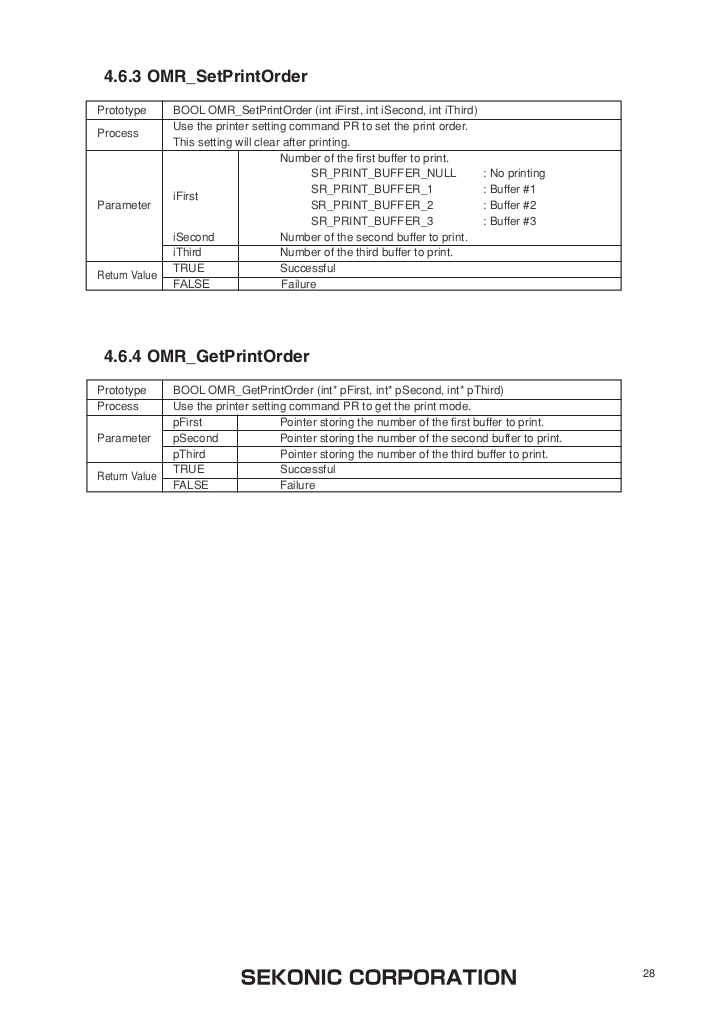 4.6.3 OMR_SetPrintOrder
Prototype BOOL OMR_SetPrintOrder (int iFirst, int iSecond, int iThird)
Process Use the printer setting command PR to set the print order.
This setting will clear after printing.
Parameter iFirst Number of the first buffer to print.
SR_PRINT_BUFFER_NULL : No printing
SR_PRINT_BUFFER_1 : Buffer #1
SR_PRINT_BUFFER_2 : Buffer #2
SR_PRINT_BUFFER_3 : Buffer #3
iSecond Number of the second buffer to print.
iThird Number of the third buffer to print.
Return Value TRUE Successful
FALSE Failure
4.6.4 OMR_GetPrintOrder
Prototype BOOL OMR_GetPrintOrder (int* pFirst, int* pSecond, int* pThird)
Process Use the printer setting command PR to get the print mode.
Parameter pFirst Pointer storing the number of the first buffer to print.
pSecond Pointer storing the number of the second buffer to print.
pThird Pointer storing the number of the third buffer to print.
Return Value TRUE Successful
FALSE Failure
SEKONIC CORPORATION 28